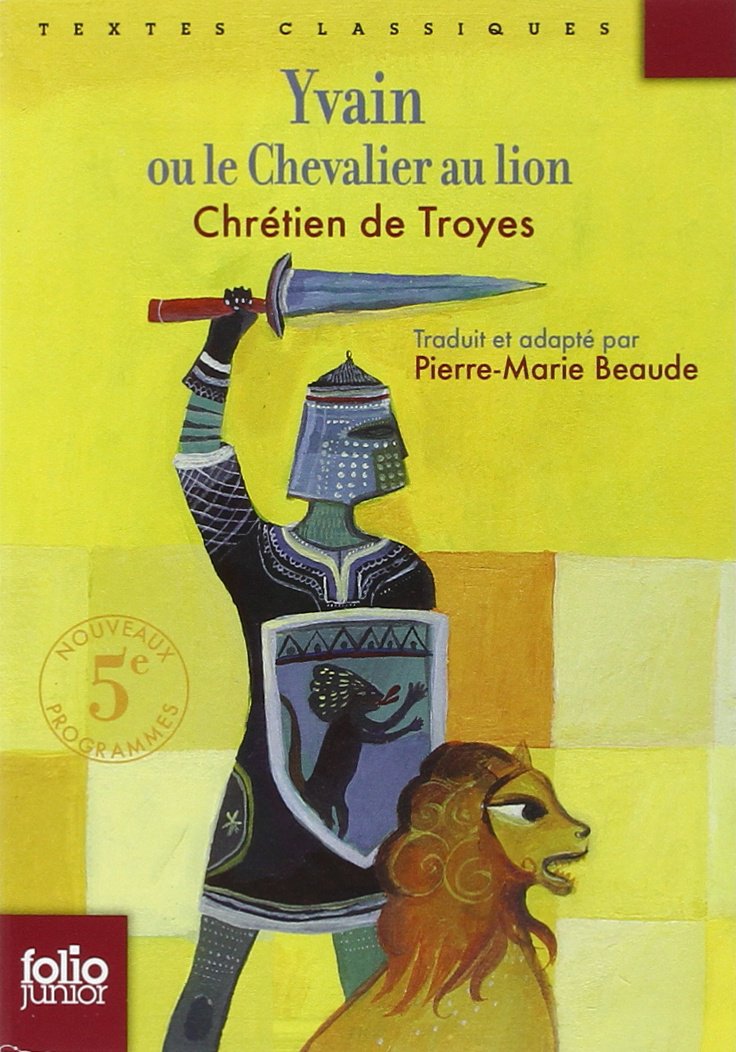 TEXTES CLASSIQUES
Yvain
ou le Chevalier au lion
Chrétien de Troyes
Traduit et adapté par
Pierre-Marie Beaude
NOUVEAUX
5e
PROGRAMMES
folio
junior